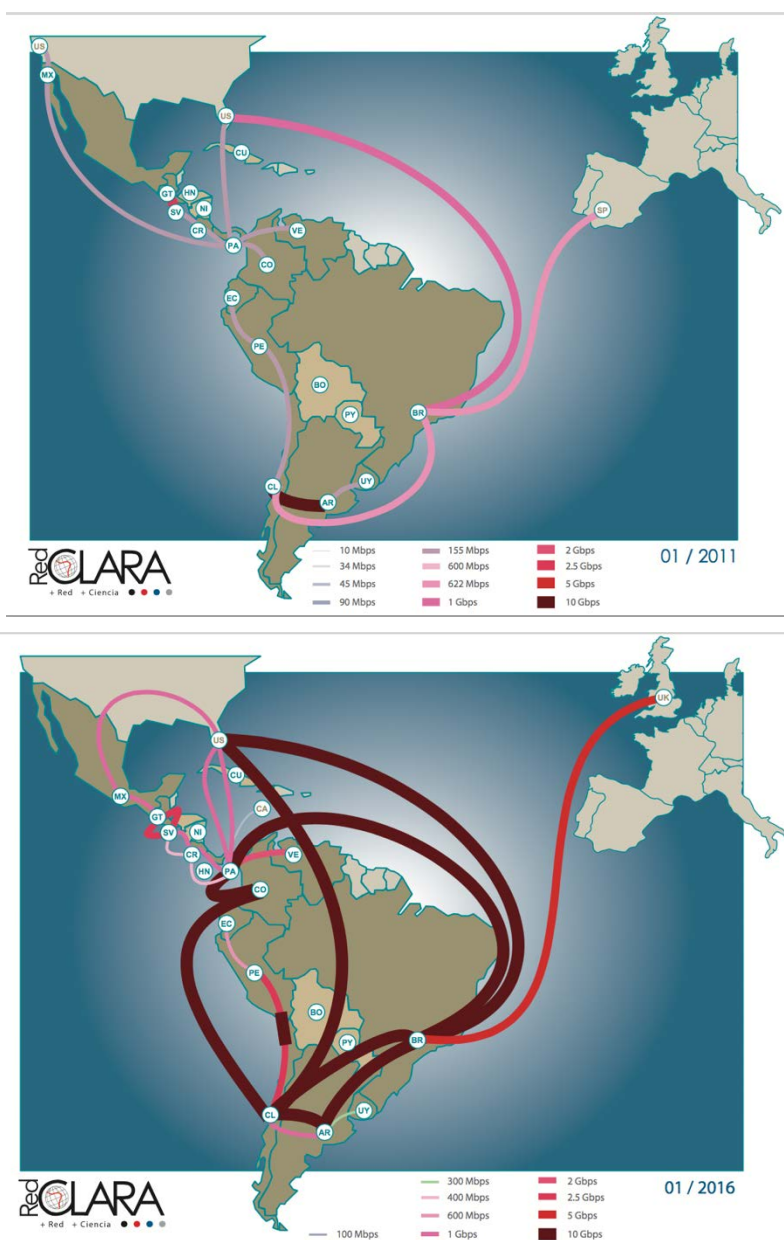 US
MX
US
CU
GT
HN
SV
NI
CR
PA
VE
CO
EC
PE
BO
PY
BR
CL
AR
UY
SP
10 Mbps
34 Mbps
45 Mbps
90 Mbps
155 Mbps
600 Mbps
622 Mbps
1 Gbps
2 Gbps
2.5 Gbps
5 Gbps
10 Gbps
01 / 2011
Red CLARA
+ Red + Ciencia
UK
US
CU
CA
MX
GT
SV
NI
CR
HN
PA
VE
CO
EC
PE
BO
PY
BR
CL
AR
UY
100 Mbps
300 Mbps
400 Mbps
600 Mbps
1 Gbps
2 Gbps
2.5 Gbps
5 Gbps
10 Gbps
01 / 2016
Red CLARA
+ Red + Ciencia